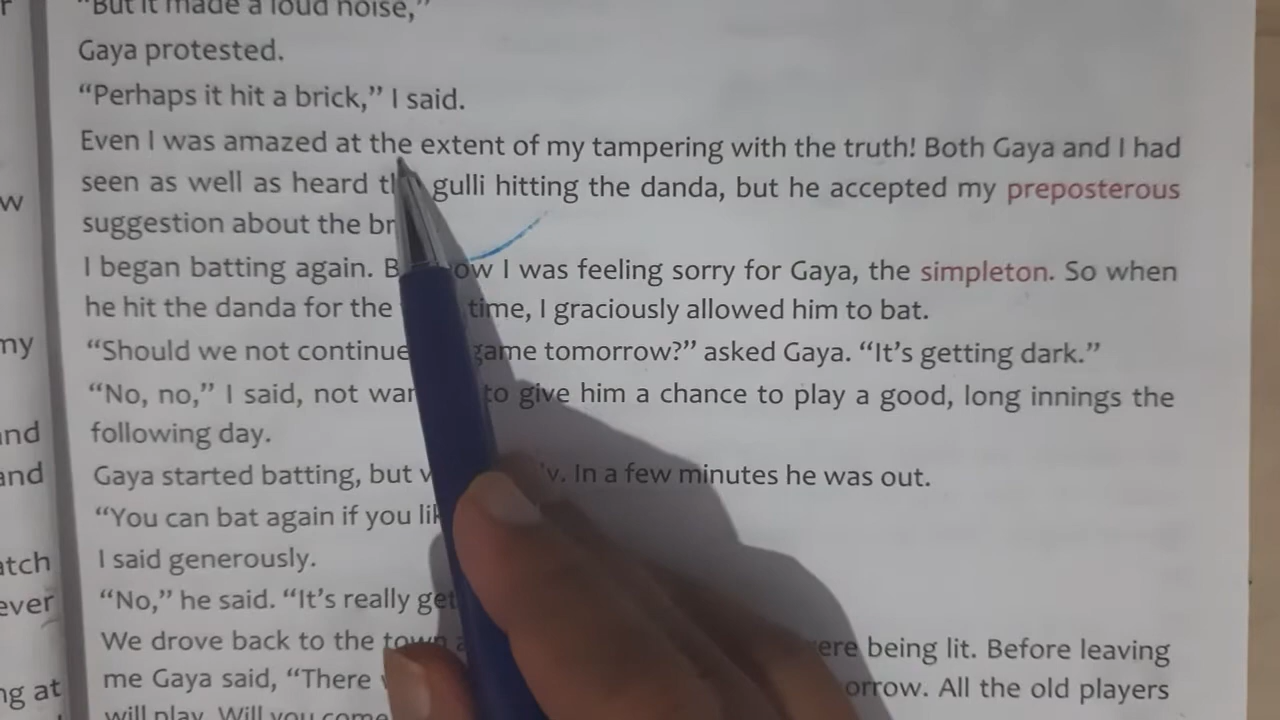 "But it made a loud noise,"
Gaya protested.
"Perhaps it hit a brick," I said.
Even I was amazed at the extent of my tampering with the truth! Both Gaya and I had
seen as well as heard gulli hitting the danda, but he accepted my preposterous
suggestion about the
I began batting again. I was feeling sorry for Gaya, the simpleton. So when
he hit the danda for the time, I graciously allowed him to bat.
"Should we not continue game tomorrow?" asked Gaya. "It's getting dark."
"No, no," I said, not to give him a chance to play a good, long innings the
following day.
Gaya started batting, but In a few minutes he was out.
"You can bat again if you
I said generously.
"No," he said. "It's really
We drove back to the town being lit. Before leaving
me Gaya said, "There All the old players
will play. Will you come